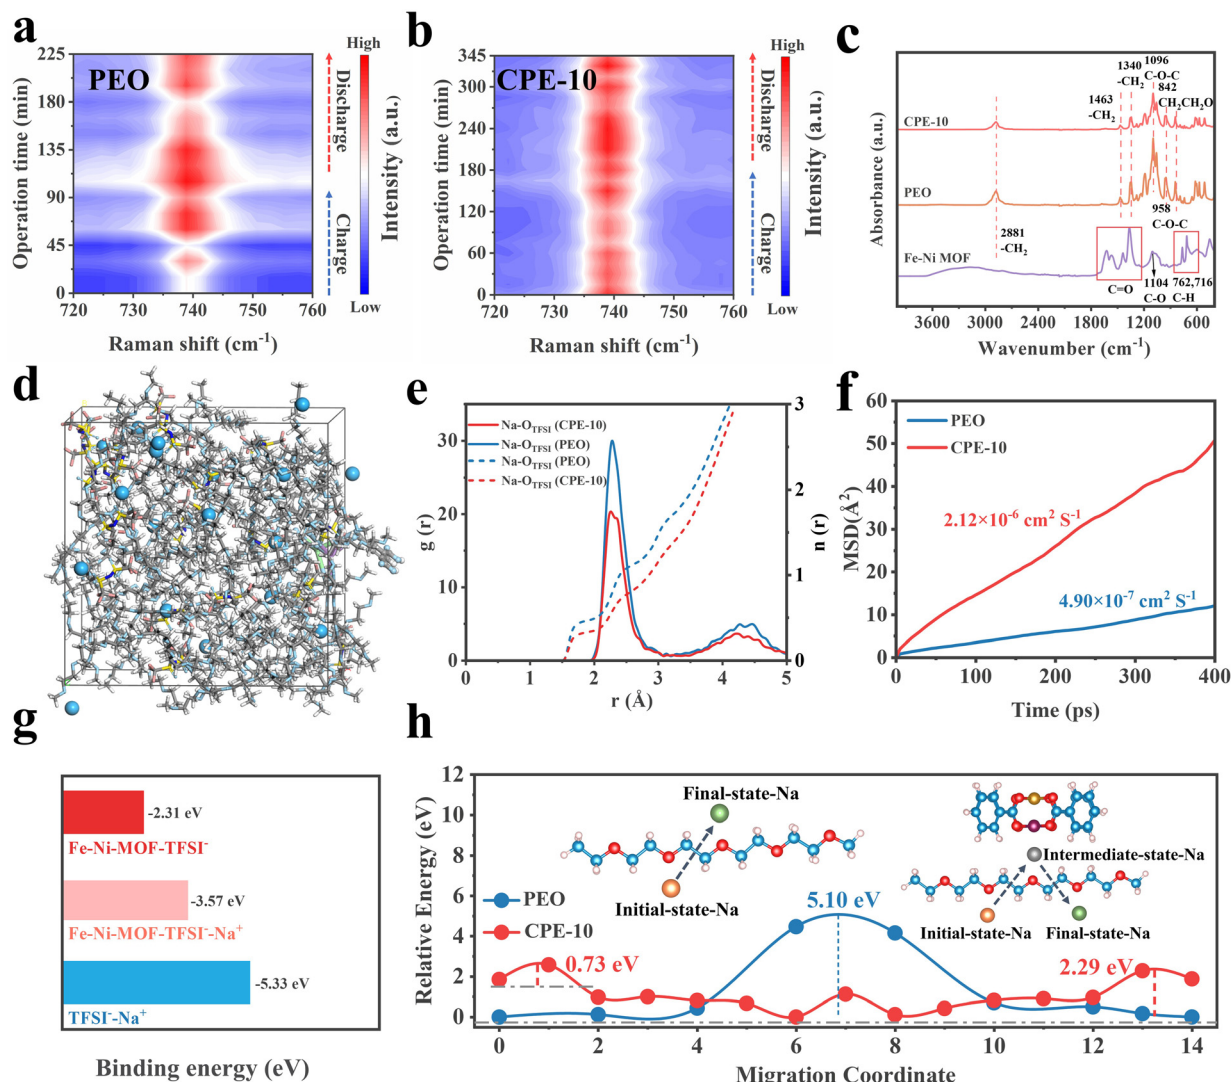 a
PEO
Operation time (min)
225
180
135
90
45
0
720 730 740 750 760
Raman shift (cm⁻¹)
Discharge
Charge
High
Intensity (a.u.)
Low
b
CPE-10
Operation time (min)
345
300
240
180
120
60
0
720 730 740 750 760
Raman shift (cm⁻¹)
Discharge
Charge
High
Intensity (a.u.)
Low
c
Absorbance (a.u.)
1340
-CH₂
1096
C-O-C
842
CH₂CH₂O
1463
-CH₂
CPE-10
PEO
958
C-O-C
2881
-CH₂
Fe-Ni MOF
C=O
1104
C-O
762,716
C-H
3600 3000 2400 1800 1200 600
Wavenumber (cm⁻¹)
d
e
g (r)
30
20
10
0
Na-O_TFSI (CPE-10)
Na-O_TFSI (PEO)
Na-O_TFSI (PEO)
Na-O_TFSI (CPE-10)
3
2
1
0
n (r)
0 1 2 3 4 5
r (Å)
f
MSD(Å²)
60
50
40
30
20
10
0
PEO
CPE-10
2.12×10⁻⁶ cm² S⁻¹
4.90×10⁻⁷ cm² S⁻¹
0 100 200 300 400
Time (ps)
g
-2.31 eV
Fe-Ni-MOF-TFSI⁻
-3.57 eV
Fe-Ni-MOF-TFSI⁻-Na⁺
-5.33 eV
TFSI⁻-Na⁺
Binding energy (eV)
h
Relative Energy (eV)
12
10
8
6
4
2
0
Final-state-Na
Initial-state-Na
PEO
CPE-10
5.10 eV
0.73 eV
2.29 eV
Intermediate-state-Na
Initial-state-Na
Final-state-Na
0 2 4 6 8 10 12 14
Migration Coordinate